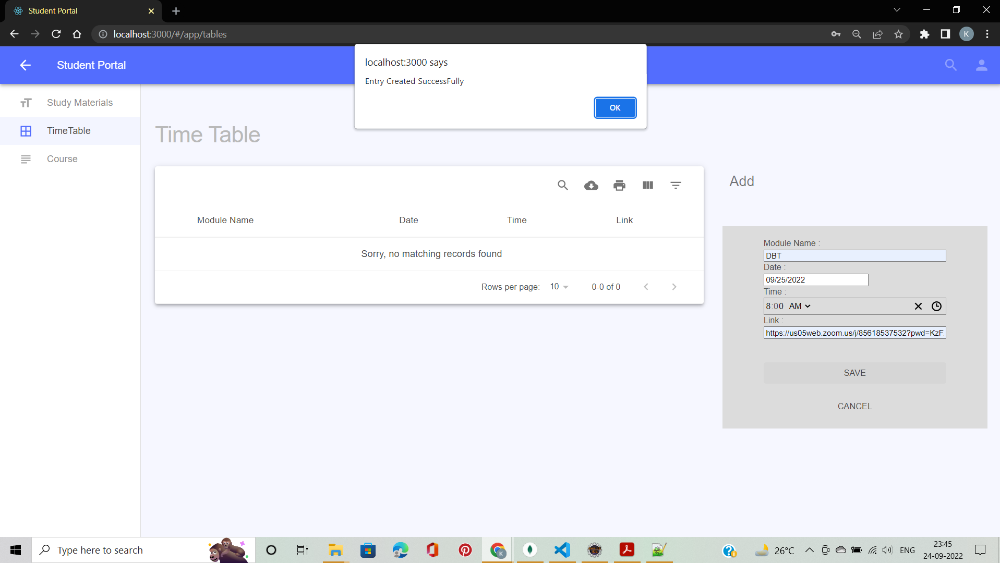 Student Portal
localhost:3000/#/app/tables
K
Student Portal
localhost:3000 says
Entry Created SuccessFully
OK
Study Materials
TimeTable
Course
Time Table
Module Name Date Time Link
Sorry, no matching records found
Rows per page: 10 0-0 of 0
Add
Module Name :
DBT
Date :
09/25/2022
Time :
8:00 AM
Link :
https://us05web.zoom.us/j/85618537532?pwd=KzF
SAVE
CANCEL
Type here to search
26°C
ENG
23:45
24-09-2022